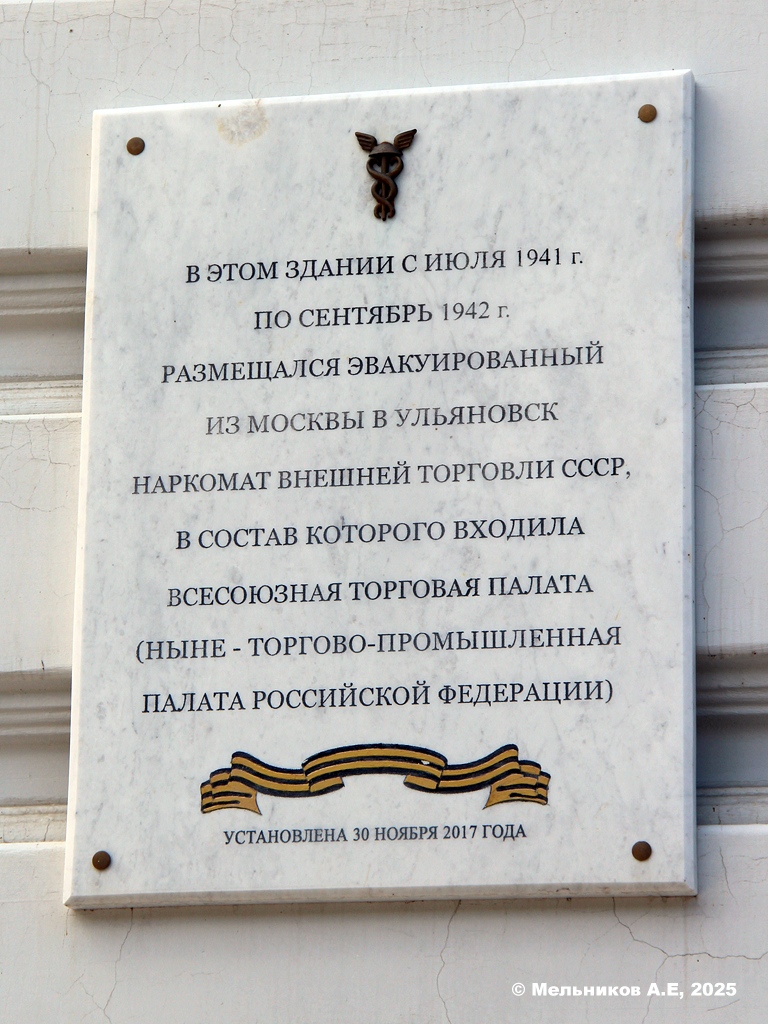 В ЭТОМ ЗДАНИИ С ИЮЛЯ 1941 г.
ПО СЕНТЯБРЬ 1942 г.
РАЗМЕЩАЛСЯ ЭВАКУИРОВАННЫЙ
ИЗ МОСКВЫ В УЛЬЯНОВСК
НАРКОМАТ ВНЕШНЕЙ ТОРГОВЛИ СССР,
В СОСТАВ КОТОРОГО ВХОДИЛА
ВСЕСОЮЗНАЯ ТОРГОВАЯ ПАЛАТА
(НЫНЕ - ТОРГОВО-ПРОМЫШЛЕННАЯ
ПАЛАТА РОССИЙСКОЙ ФЕДЕРАЦИИ)
УСТАНОВЛЕНА 30 НОЯБРЯ 2017 ГОДА
© Мельников А.Е, 2025